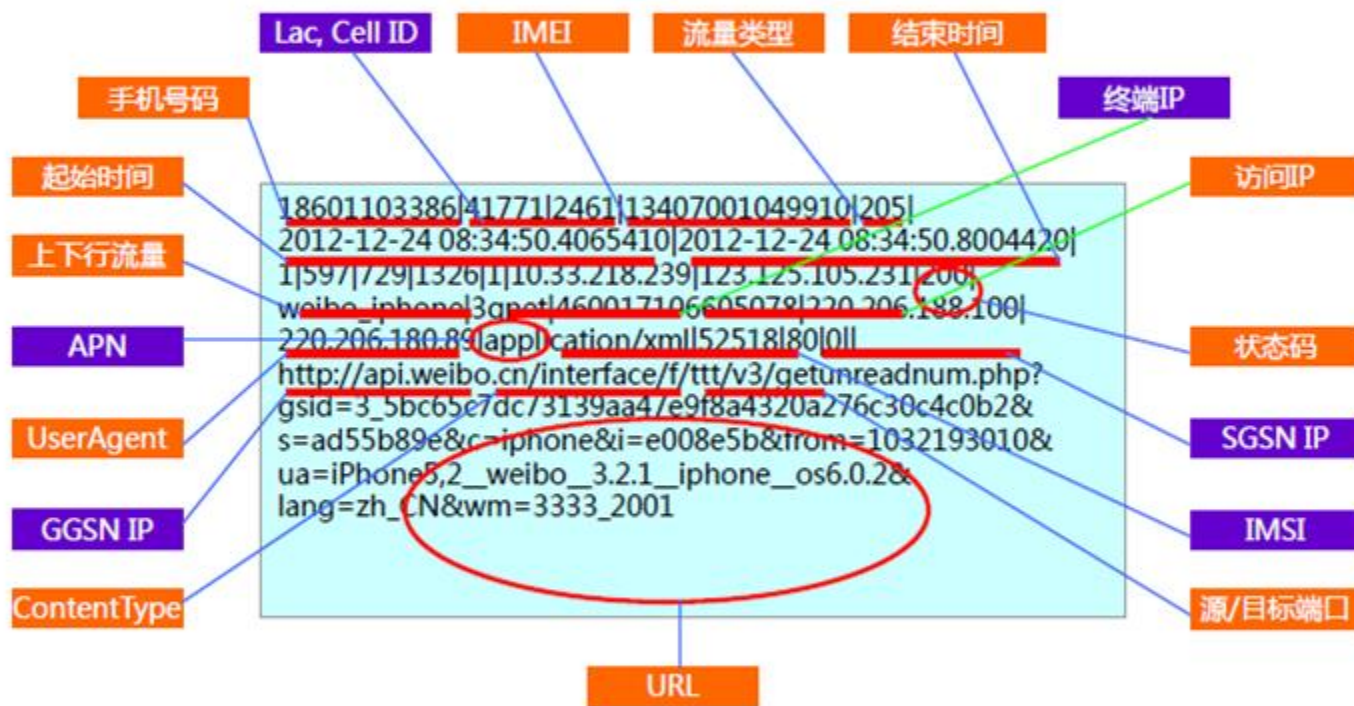 Lac, Cell ID
IMEI
流量类型
结束时间
手机号码
终端IP
起始时间
访问IP
上下行流量
APN
状态码
UserAgent
SGSN IP
GGSN IP
IMSI
ContentType
源/目标端口
URL
18601103386|41771|2461|13407001049910|205|
2012-12-24 08:34:50.4065410|2012-12-24 08:34:50.8004420|
1|597|729|1326|1|10.33.218.239|123.125.105.231|200|
weibo_iphone|3gnet|460017106605078|220.206.188.100|
220.206.180.89|application/xml|52518|80|0||
http://api.weibo.cn/interface/f/ttt/v3/getunreadnum.php?
gsid=3_5bc65c7dc73139aa47e9f8a4320a276c30c4c0b2&
s=ad55b89e&c=iphone&i=e008e5b&from=1032193010&
ua=iPhone5,2__weibo__3.2.1__iphone__os6.0.2&
lang=zh_CN&wm=3333_2001